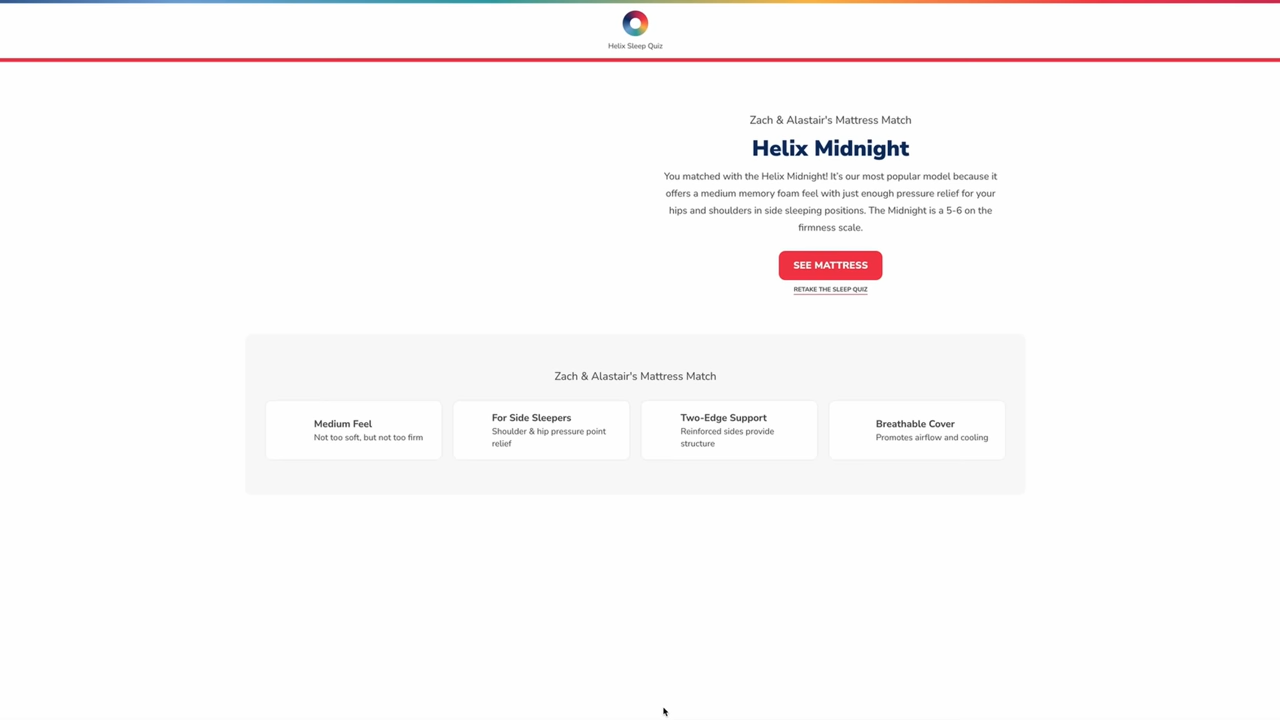 Helix Sleep Quiz
Zach & Alastair's Mattress Match
Helix Midnight
You matched with the Helix Midnight! It's our most popular model because it
offers a medium memory foam feel with just enough pressure relief for your
hips and shoulders in side sleeping positions. The Midnight is a 5-6 on the
firmness scale.
SEE MATTRESS
RETAKE THE SLEEP QUIZ
Zach & Alastair's Mattress Match
Medium Feel
Not too soft, but not too firm
For Side Sleepers
Shoulder & hip pressure point
relief
Two-Edge Support
Reinforced sides provide
structure
Breathable Cover
Promotes airflow and cooling